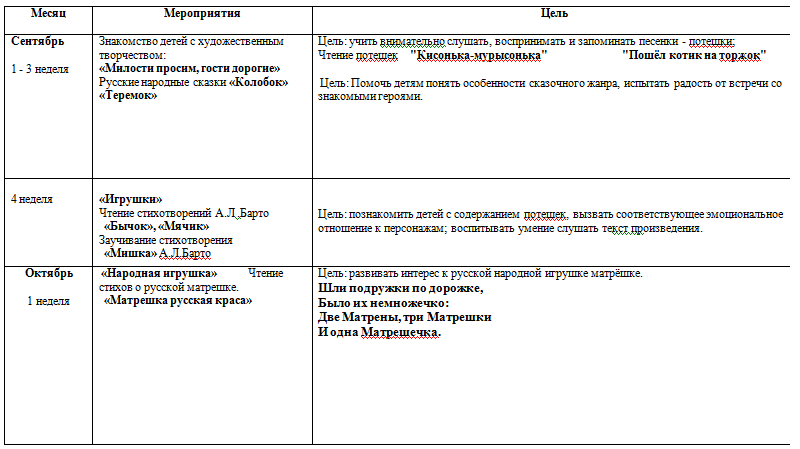 Месяц Мероприятия Цель
Сентябрь
1 - 3 неделя
Знакомство детей с художественным
творчеством:
«Милости просим, гости дорогие»
Русские народные сказки «Колобок»
«Теремок»
Цель: учить внимательно слушать, воспринимать и запоминать песенки - потешки;
Чтение потешек "Кисонька-мурысонька" "Пошёл котик на торжок"
Цель: Помочь детям понять особенности сказочного жанра, испытать радость от встречи со
знакомыми героями.
4 неделя
«Игрушки»
Чтение стихотворений А.Л.Барто
«Бычок», «Мячик»
Заучивание стихотворения
«Мишка» А.Л.Барто
Цель: познакомить детей с содержанием потешек, вызвать соответствующее эмоциональное
отношение к персонажам; воспитывать умение слушать текст произведения.
Октябрь
1 неделя
«Народная игрушка» Чтение
стихов о русской матрешке.
«Матрешка русская краса»
Цель: развивать интерес к русской народной игрушке матрёшке.
Шли подружки по дорожке,
Было их немножечко:
Две Матрены, три Матрешки
И одна Матрешечка.